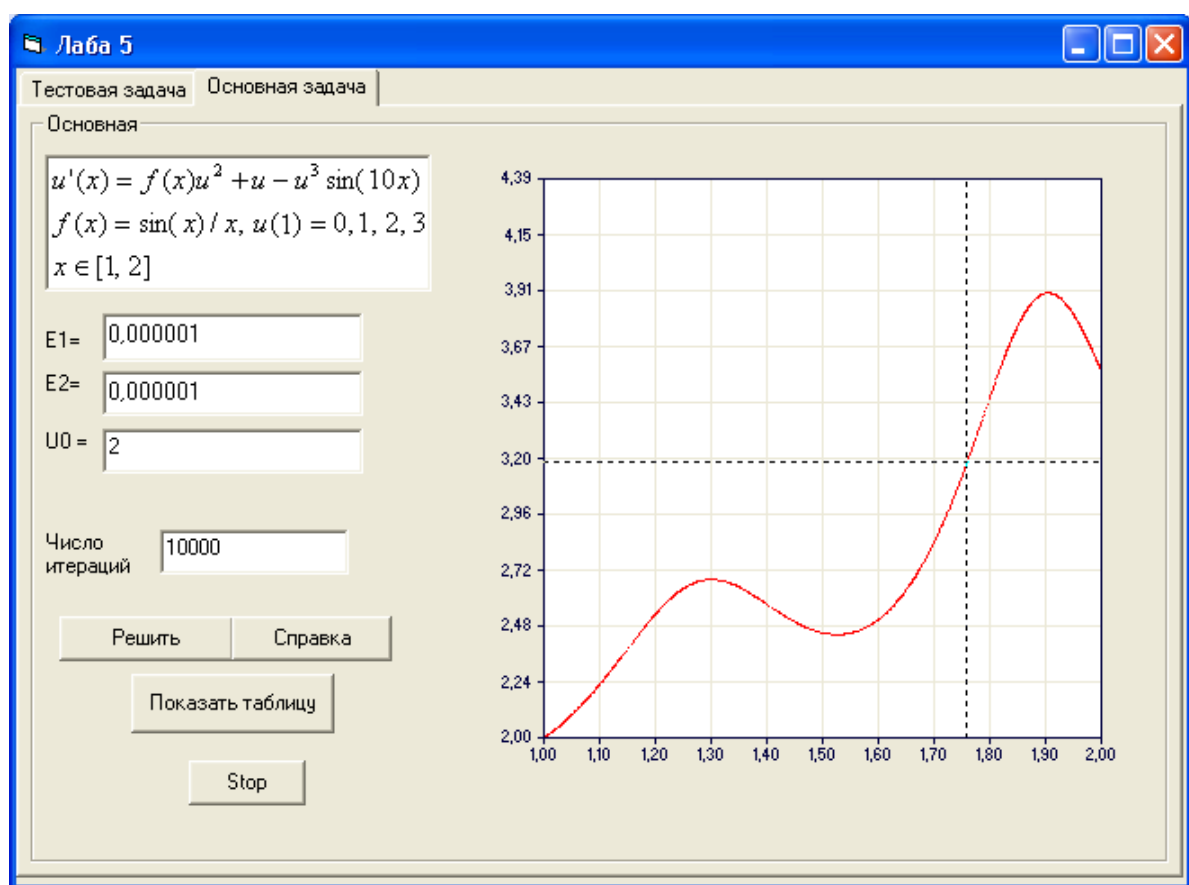 Лаба 5
Тестовая задача
Основная задача
Основная
u'(x) = f(x)u² +u − u³ sin(10x)
f(x) = sin(x) / x, u(1) = 0, 1, 2, 3
x ∈ [1, 2]
E1= 0,000001
E2= 0,000001
U0 = 2
Число
итераций
10000
Решить
Справка
Показать таблицу
Stop
4,39
4,15
3,91
3,67
3,43
3,20
2,96
2,72
2,48
2,24
2,00
1,00 1,10 1,20 1,30 1,40 1,50 1,60 1,70 1,80 1,90 2,00